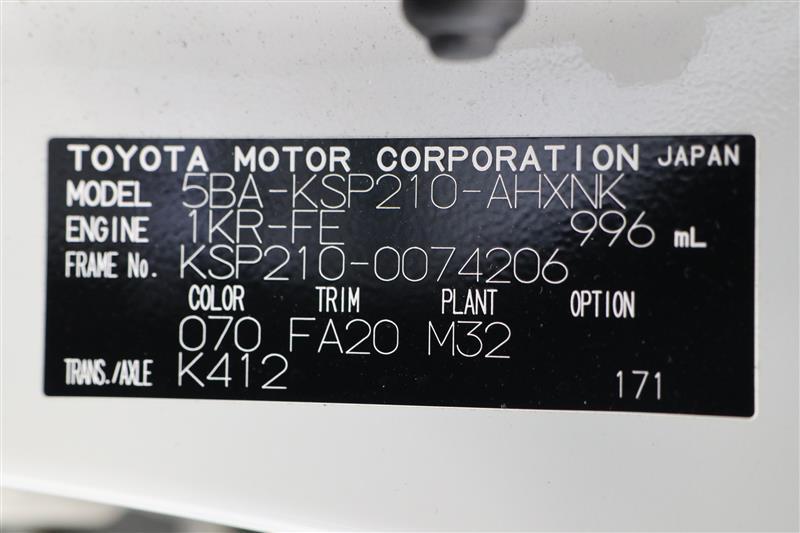 TOYOTA MOTOR CORPORATION JAPAN
MODEL 5BA-KSP210-AHXNK
ENGINE 1KR-FE 996 mL
FRAME No. KSP210-0074206
COLOR TRIM PLANT OPTION
070 FA20 M32
TRANS./AXLE K412 171